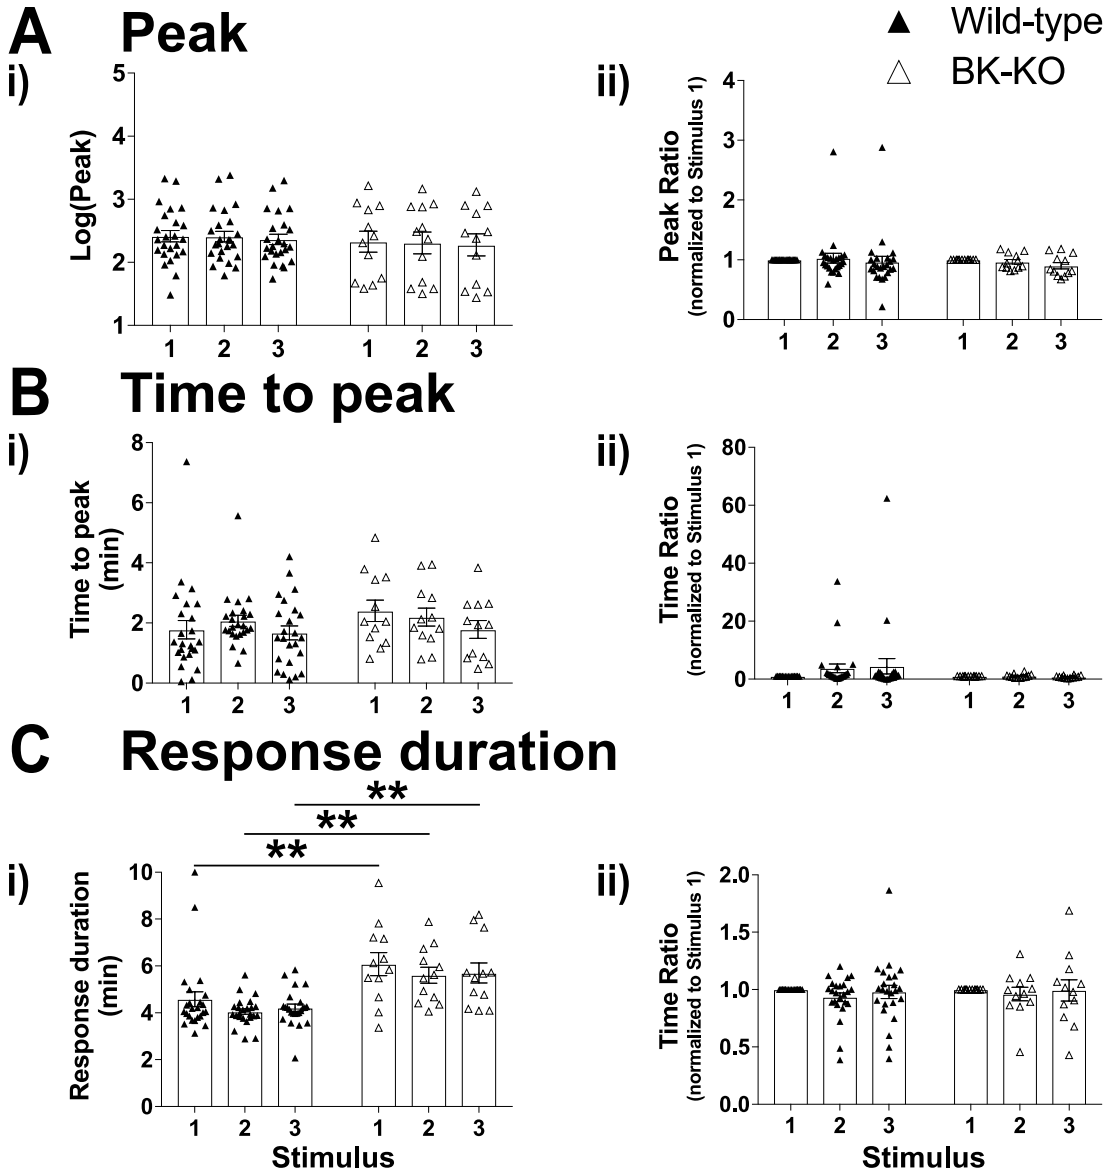 A Peak
▲ Wild-type
△ BK-KO
i)
Log(Peak)
5
4
3
2
1
1 2 3 1 2 3
ii)
Peak Ratio
(normalized to Stimulus 1)
4
3
2
1
0
1 2 3 1 2 3
B Time to peak
i)
Time to peak
(min)
8
6
4
2
0
1 2 3 1 2 3
ii)
Time Ratio
(normalized to Stimulus 1)
80
60
40
20
0
1 2 3 1 2 3
C Response duration
**
**
**
i)
Response duration
(min)
10
8
6
4
2
0
1 2 3 1 2 3
Stimulus
ii)
Time Ratio
(normalized to Stimulus 1)
2.0
1.5
1.0
0.5
0.0
1 2 3 1 2 3
Stimulus